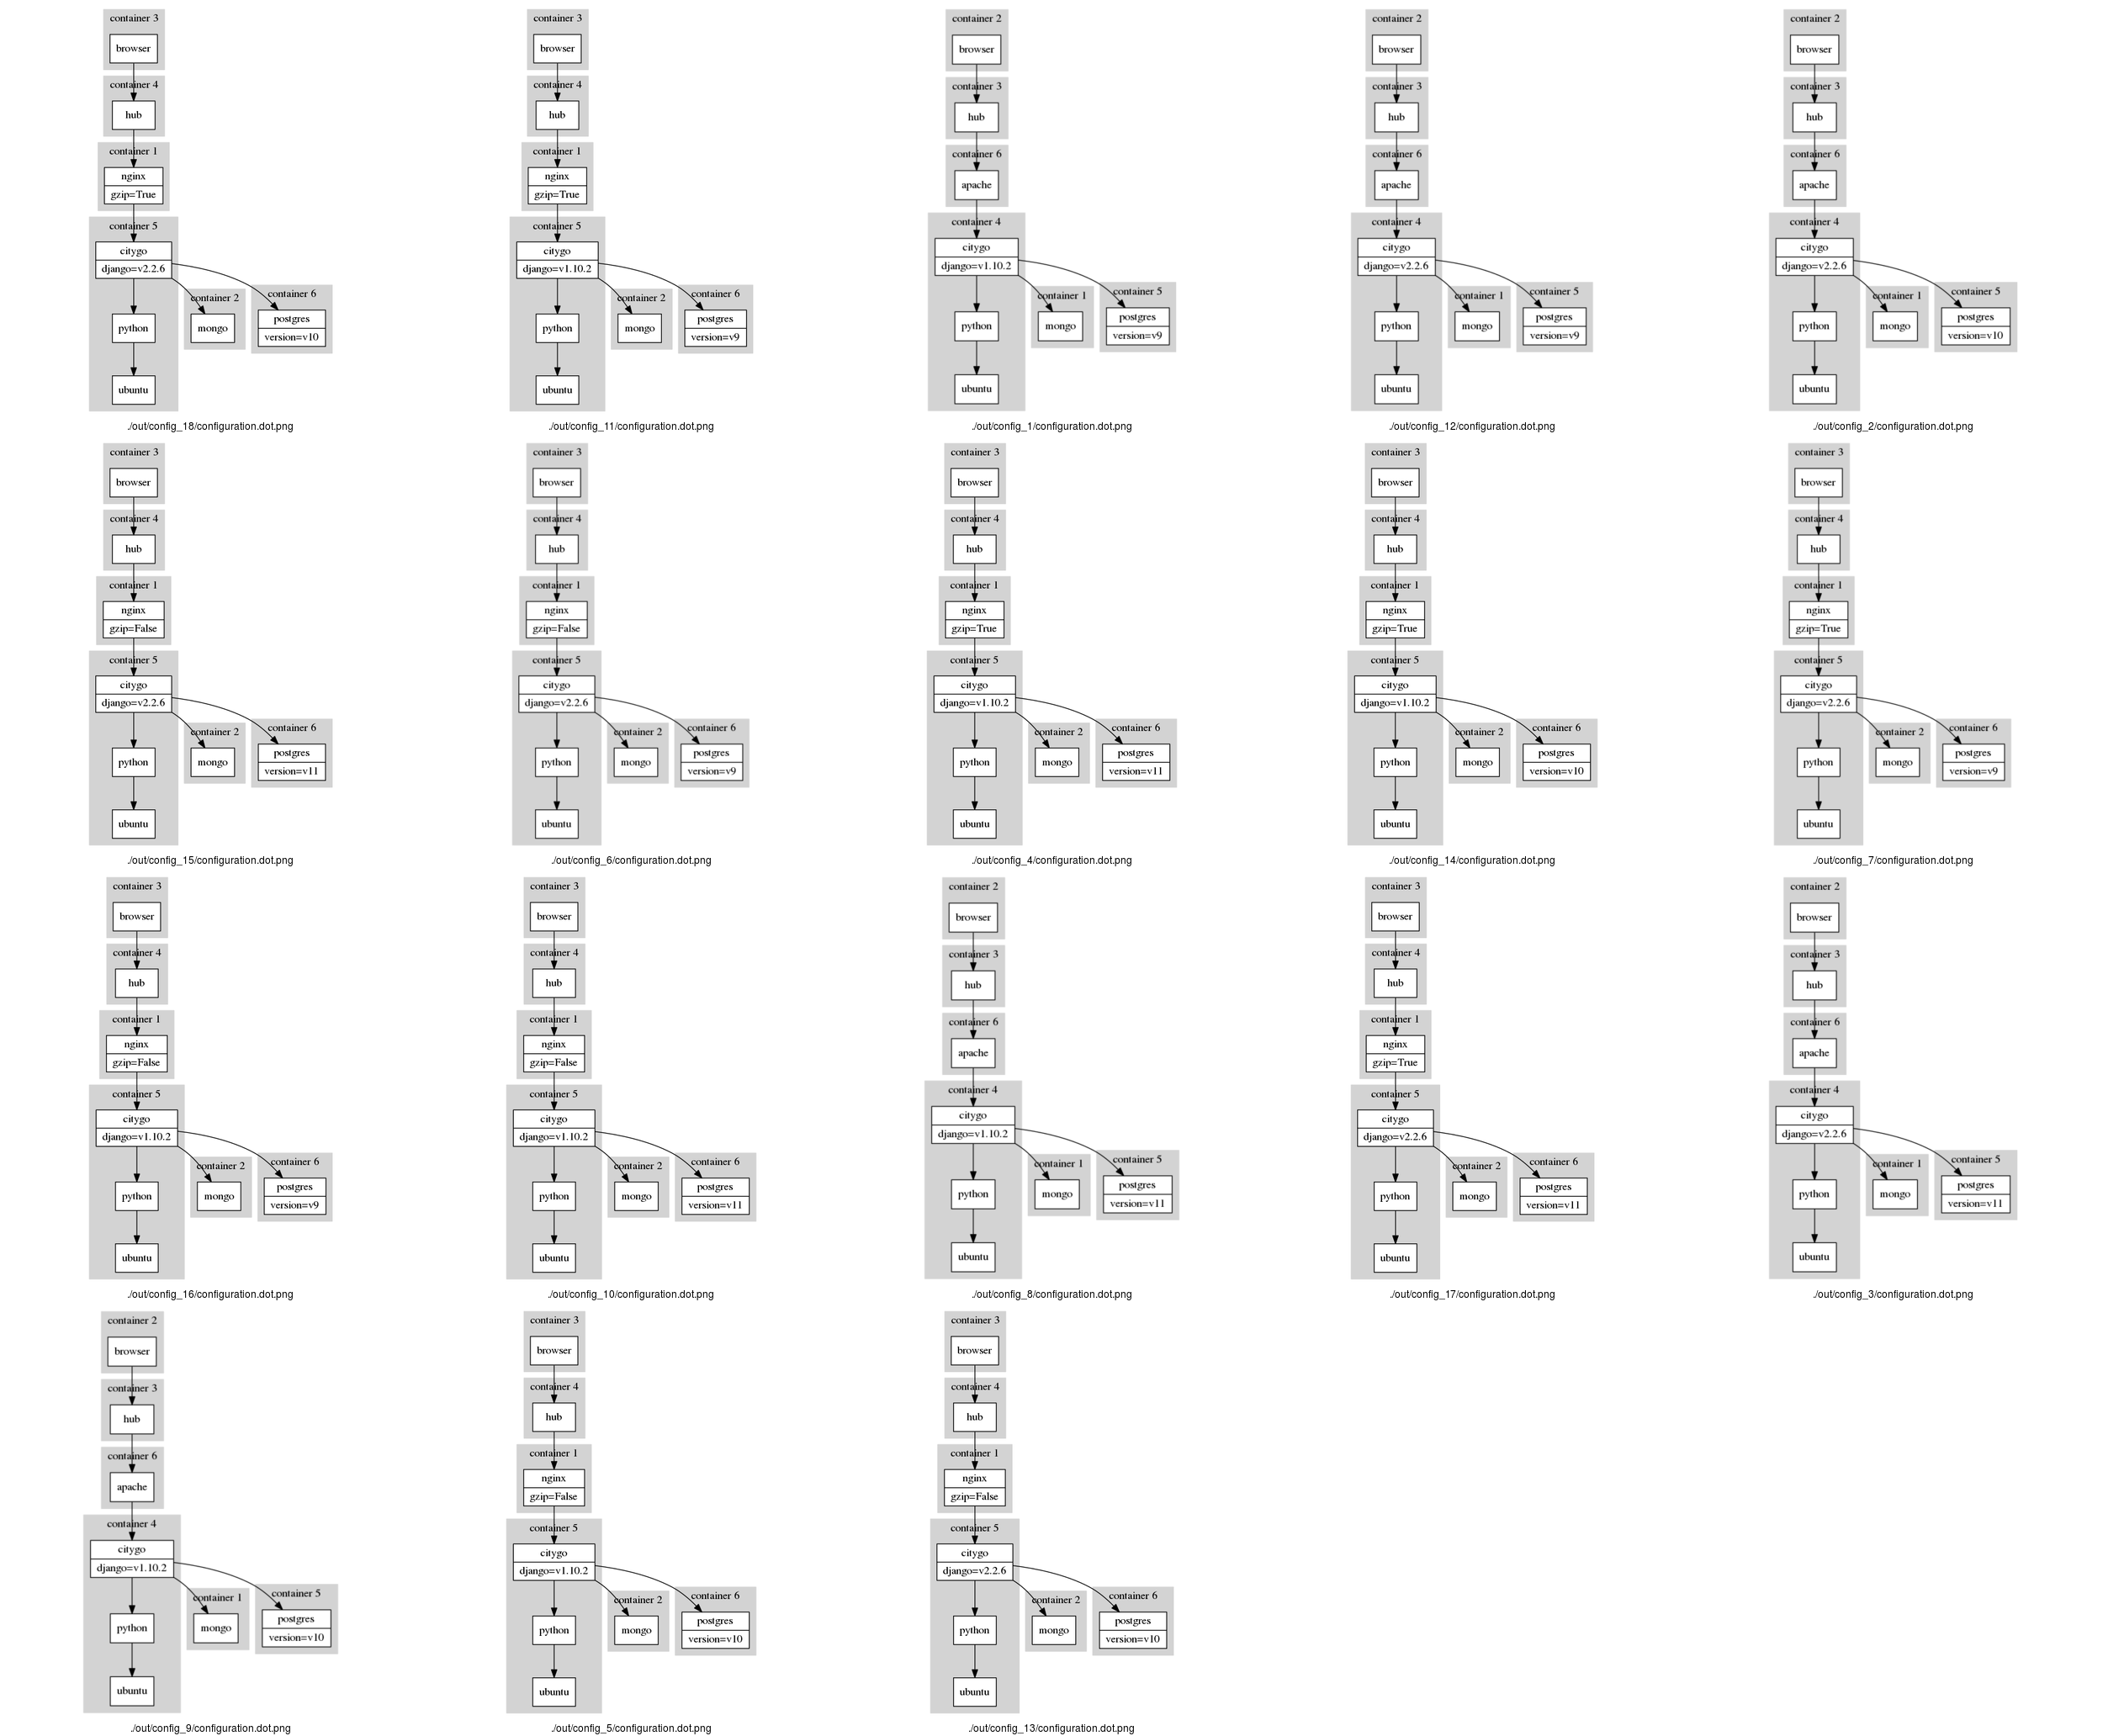 container 3
browser
container 4
hub
container 1
nginx
gzip=True
container 5
citygo
django=v2.2.6
container 2
container 6
python
mongo
postgres
version=v10
ubuntu
./out/config_18/configuration.dot.png
container 3
browser
container 4
hub
container 1
nginx
gzip=True
container 5
citygo
django=v1.10.2
container 2
container 6
python
mongo
postgres
version=v9
ubuntu
./out/config_11/configuration.dot.png
container 2
browser
container 3
hub
container 6
apache
container 4
citygo
django=v1.10.2
container 1
container 5
python
mongo
postgres
version=v9
ubuntu
./out/config_1/configuration.dot.png
container 2
browser
container 3
hub
container 6
apache
container 4
citygo
django=v2.2.6
container 1
container 5
python
mongo
postgres
version=v9
ubuntu
./out/config_12/configuration.dot.png
container 2
browser
container 3
hub
container 6
apache
container 4
citygo
django=v2.2.6
container 1
container 5
python
mongo
postgres
version=v10
ubuntu
./out/config_2/configuration.dot.png
container 3
browser
container 4
hub
container 1
nginx
gzip=False
container 5
citygo
django=v2.2.6
container 2
container 6
python
mongo
postgres
version=v11
ubuntu
./out/config_15/configuration.dot.png
container 3
browser
container 4
hub
container 1
nginx
gzip=False
container 5
citygo
django=v2.2.6
container 2
container 6
python
mongo
postgres
version=v9
ubuntu
./out/config_6/configuration.dot.png
container 3
browser
container 4
hub
container 1
nginx
gzip=True
container 5
citygo
django=v1.10.2
container 2
container 6
python
mongo
postgres
version=v11
ubuntu
./out/config_4/configuration.dot.png
container 3
browser
container 4
hub
container 1
nginx
gzip=True
container 5
citygo
django=v1.10.2
container 2
container 6
python
mongo
postgres
version=v10
ubuntu
./out/config_14/configuration.dot.png
container 3
browser
container 4
hub
container 1
nginx
gzip=True
container 5
citygo
django=v2.2.6
container 2
container 6
python
mongo
postgres
version=v9
ubuntu
./out/config_7/configuration.dot.png
container 3
browser
container 4
hub
container 1
nginx
gzip=False
container 5
citygo
django=v1.10.2
container 2
container 6
python
mongo
postgres
version=v9
ubuntu
./out/config_16/configuration.dot.png
container 3
browser
container 4
hub
container 1
nginx
gzip=False
container 5
citygo
django=v1.10.2
container 2
container 6
python
mongo
postgres
version=v11
ubuntu
./out/config_10/configuration.dot.png
container 2
browser
container 3
hub
container 6
apache
container 4
citygo
django=v1.10.2
container 1
container 5
python
mongo
postgres
version=v11
ubuntu
./out/config_8/configuration.dot.png
container 3
browser
container 4
hub
container 1
nginx
gzip=True
container 5
citygo
django=v2.2.6
container 2
container 6
python
mongo
postgres
version=v11
ubuntu
./out/config_17/configuration.dot.png
container 2
browser
container 3
hub
container 6
apache
container 4
citygo
django=v2.2.6
container 1
container 5
python
mongo
postgres
version=v11
ubuntu
./out/config_3/configuration.dot.png
container 2
browser
container 3
hub
container 6
apache
container 4
citygo
django=v1.10.2
container 1
container 5
python
mongo
postgres
version=v10
ubuntu
./out/config_9/configuration.dot.png
container 3
browser
container 4
hub
container 1
nginx
gzip=False
container 5
citygo
django=v1.10.2
container 2
container 6
python
mongo
postgres
version=v10
ubuntu
./out/config_5/configuration.dot.png
container 3
browser
container 4
hub
container 1
nginx
gzip=False
container 5
citygo
django=v2.2.6
container 2
container 6
python
mongo
postgres
version=v10
ubuntu
./out/config_13/configuration.dot.png